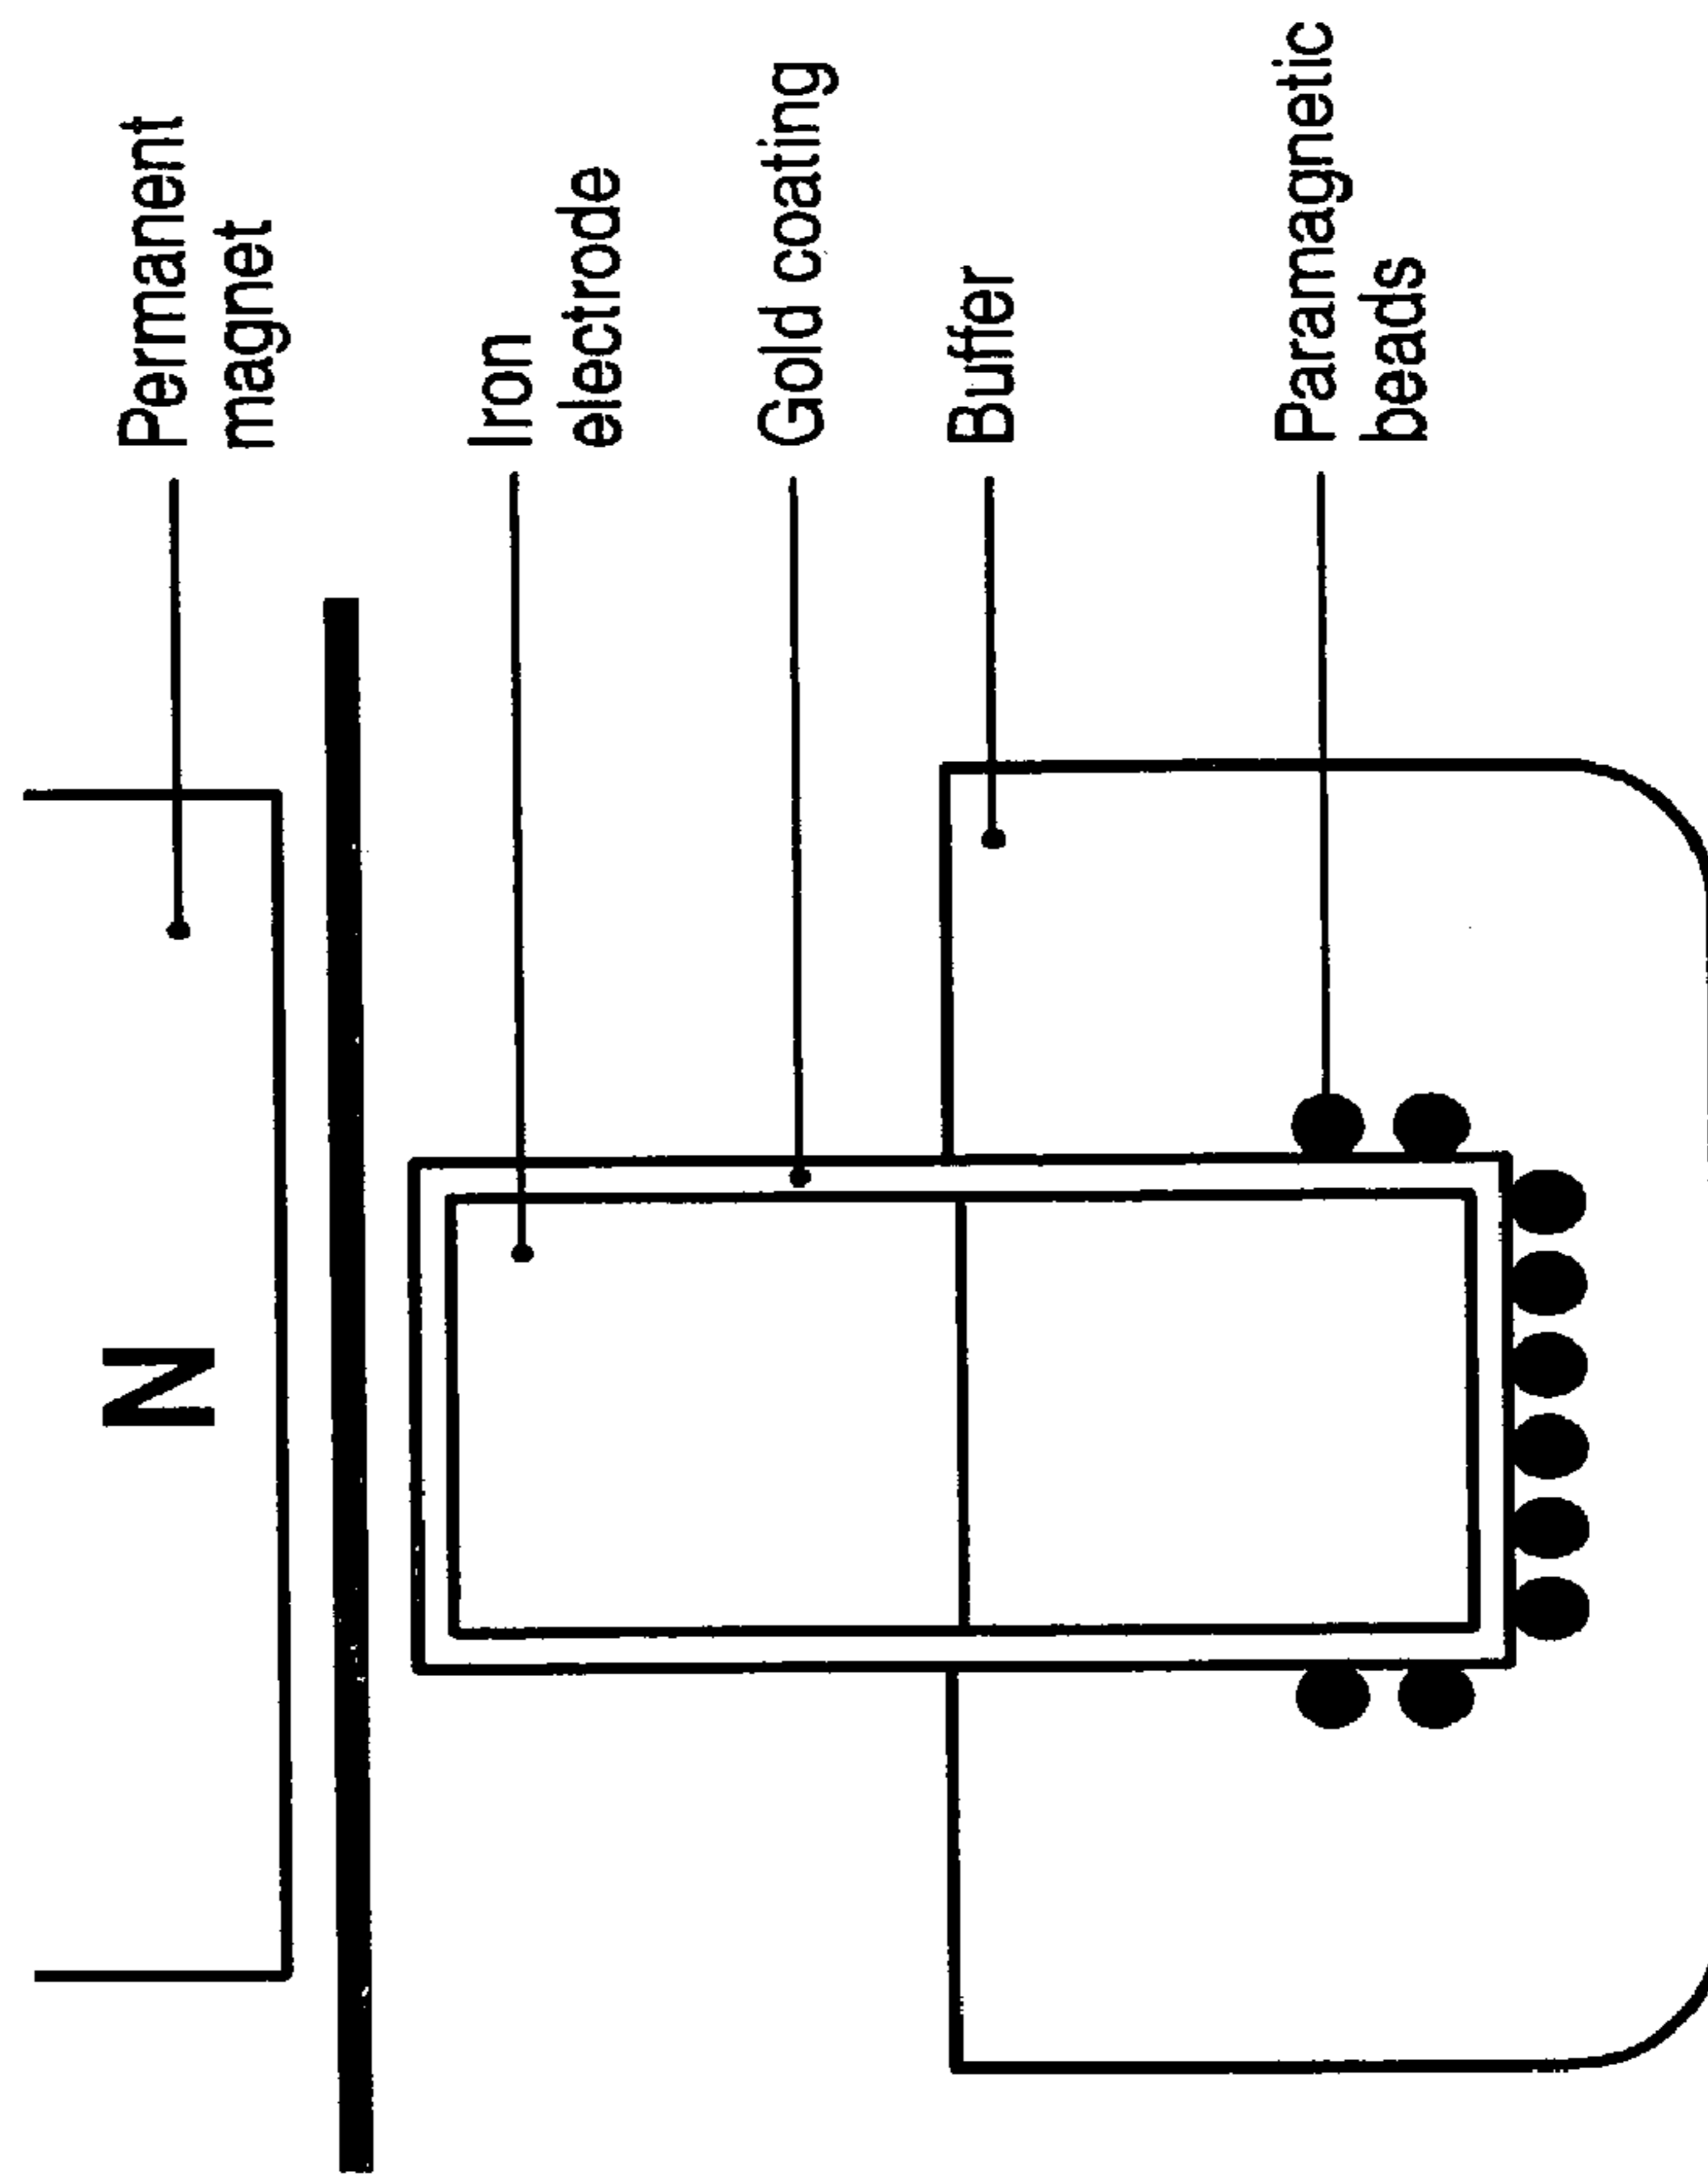 Permanent
magnet
Iron
electrode
Gold coating
Buffer
Paramagnetic
beads
N